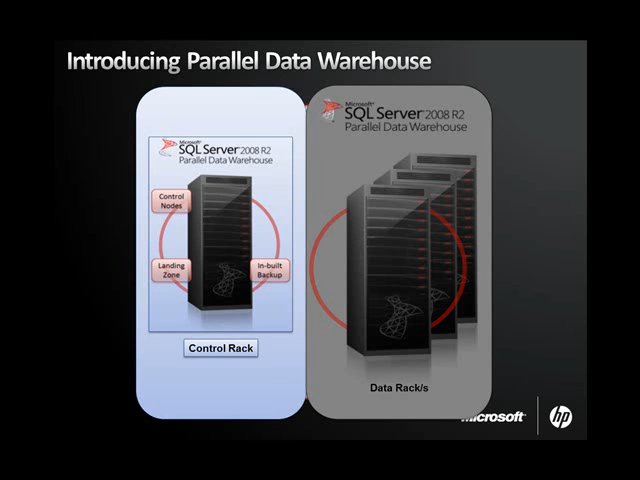 Introducing Parallel Data Warehouse
Microsoft®
SQL Server® 2008 R2
Parallel Data Warehouse
Control
Nodes
Landing
Zone
In-built
Backup
Control Rack
Microsoft®
SQL Server® 2008 R2
Parallel Data Warehouse
Data Rack/s
Microsoft®
hp